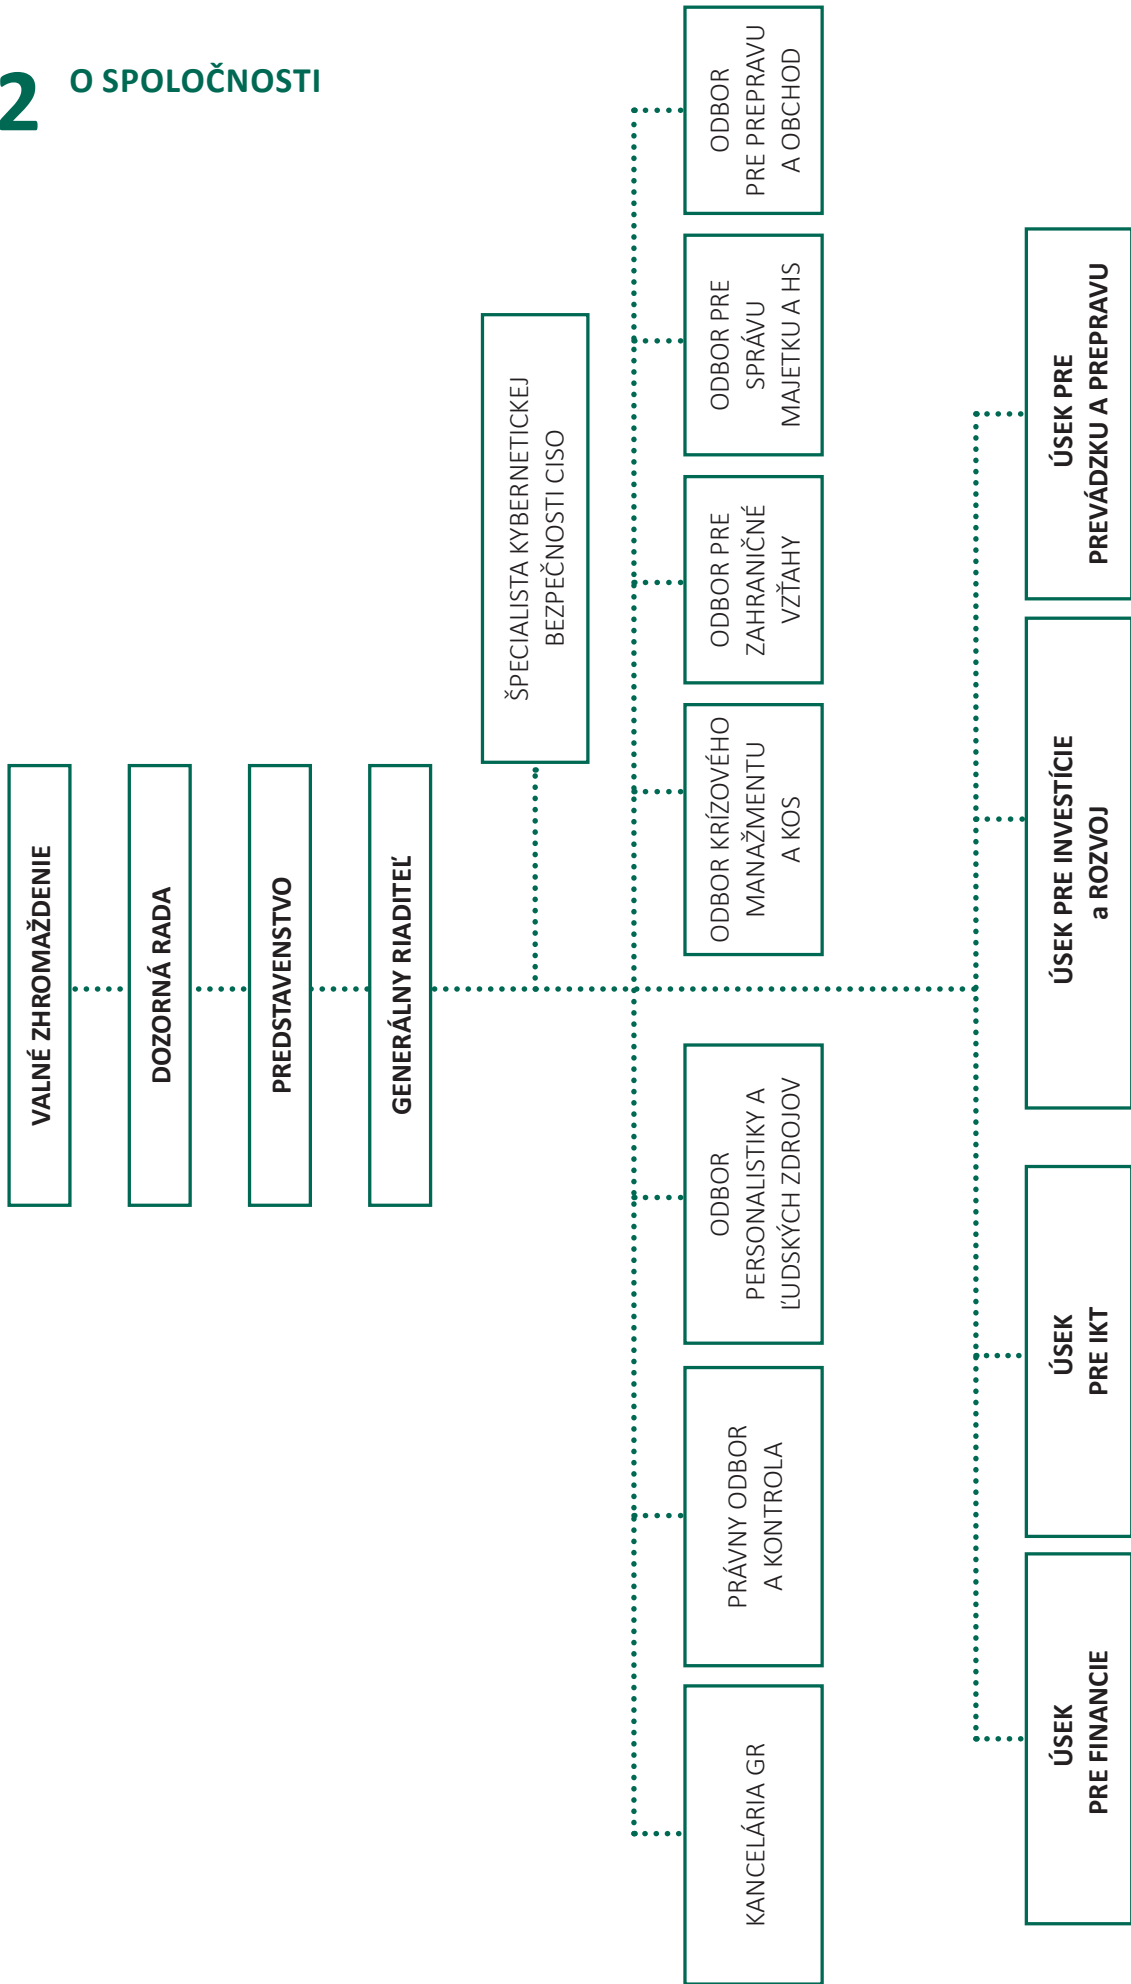 2
O SPOLOČNOSTI
VALNÉ ZHROMAŽDENIE
DOZORNÁ RADA
PREDSTAVENSTVO
GENERÁLNY RIADITEĽ
ŠPECIALISTA KYBERNETICKEJ
BEZPEČNOSTI CISO
KANCELÁRIA GR
PRÁVNY ODBOR
A KONTROLA
ODBOR
PERSONALISTIKY A
ĽUDSKÝCH ZDROJOV
ODBOR KRÍZOVÉHO
MANAŽMENTU
A KOS
ODBOR PRE
ZAHRANIČNÉ
VZŤAHY
ODBOR PRE
SPRÁVU
MAJETKU A HS
ODBOR
PRE PREPRAVU
A OBCHOD
ÚSEK
PRE FINANCIE
ÚSEK
PRE IKT
ÚSEK PRE INVESTÍCIE
a ROZVOJ
ÚSEK PRE
PREVÁDZKU A PREPRAVU